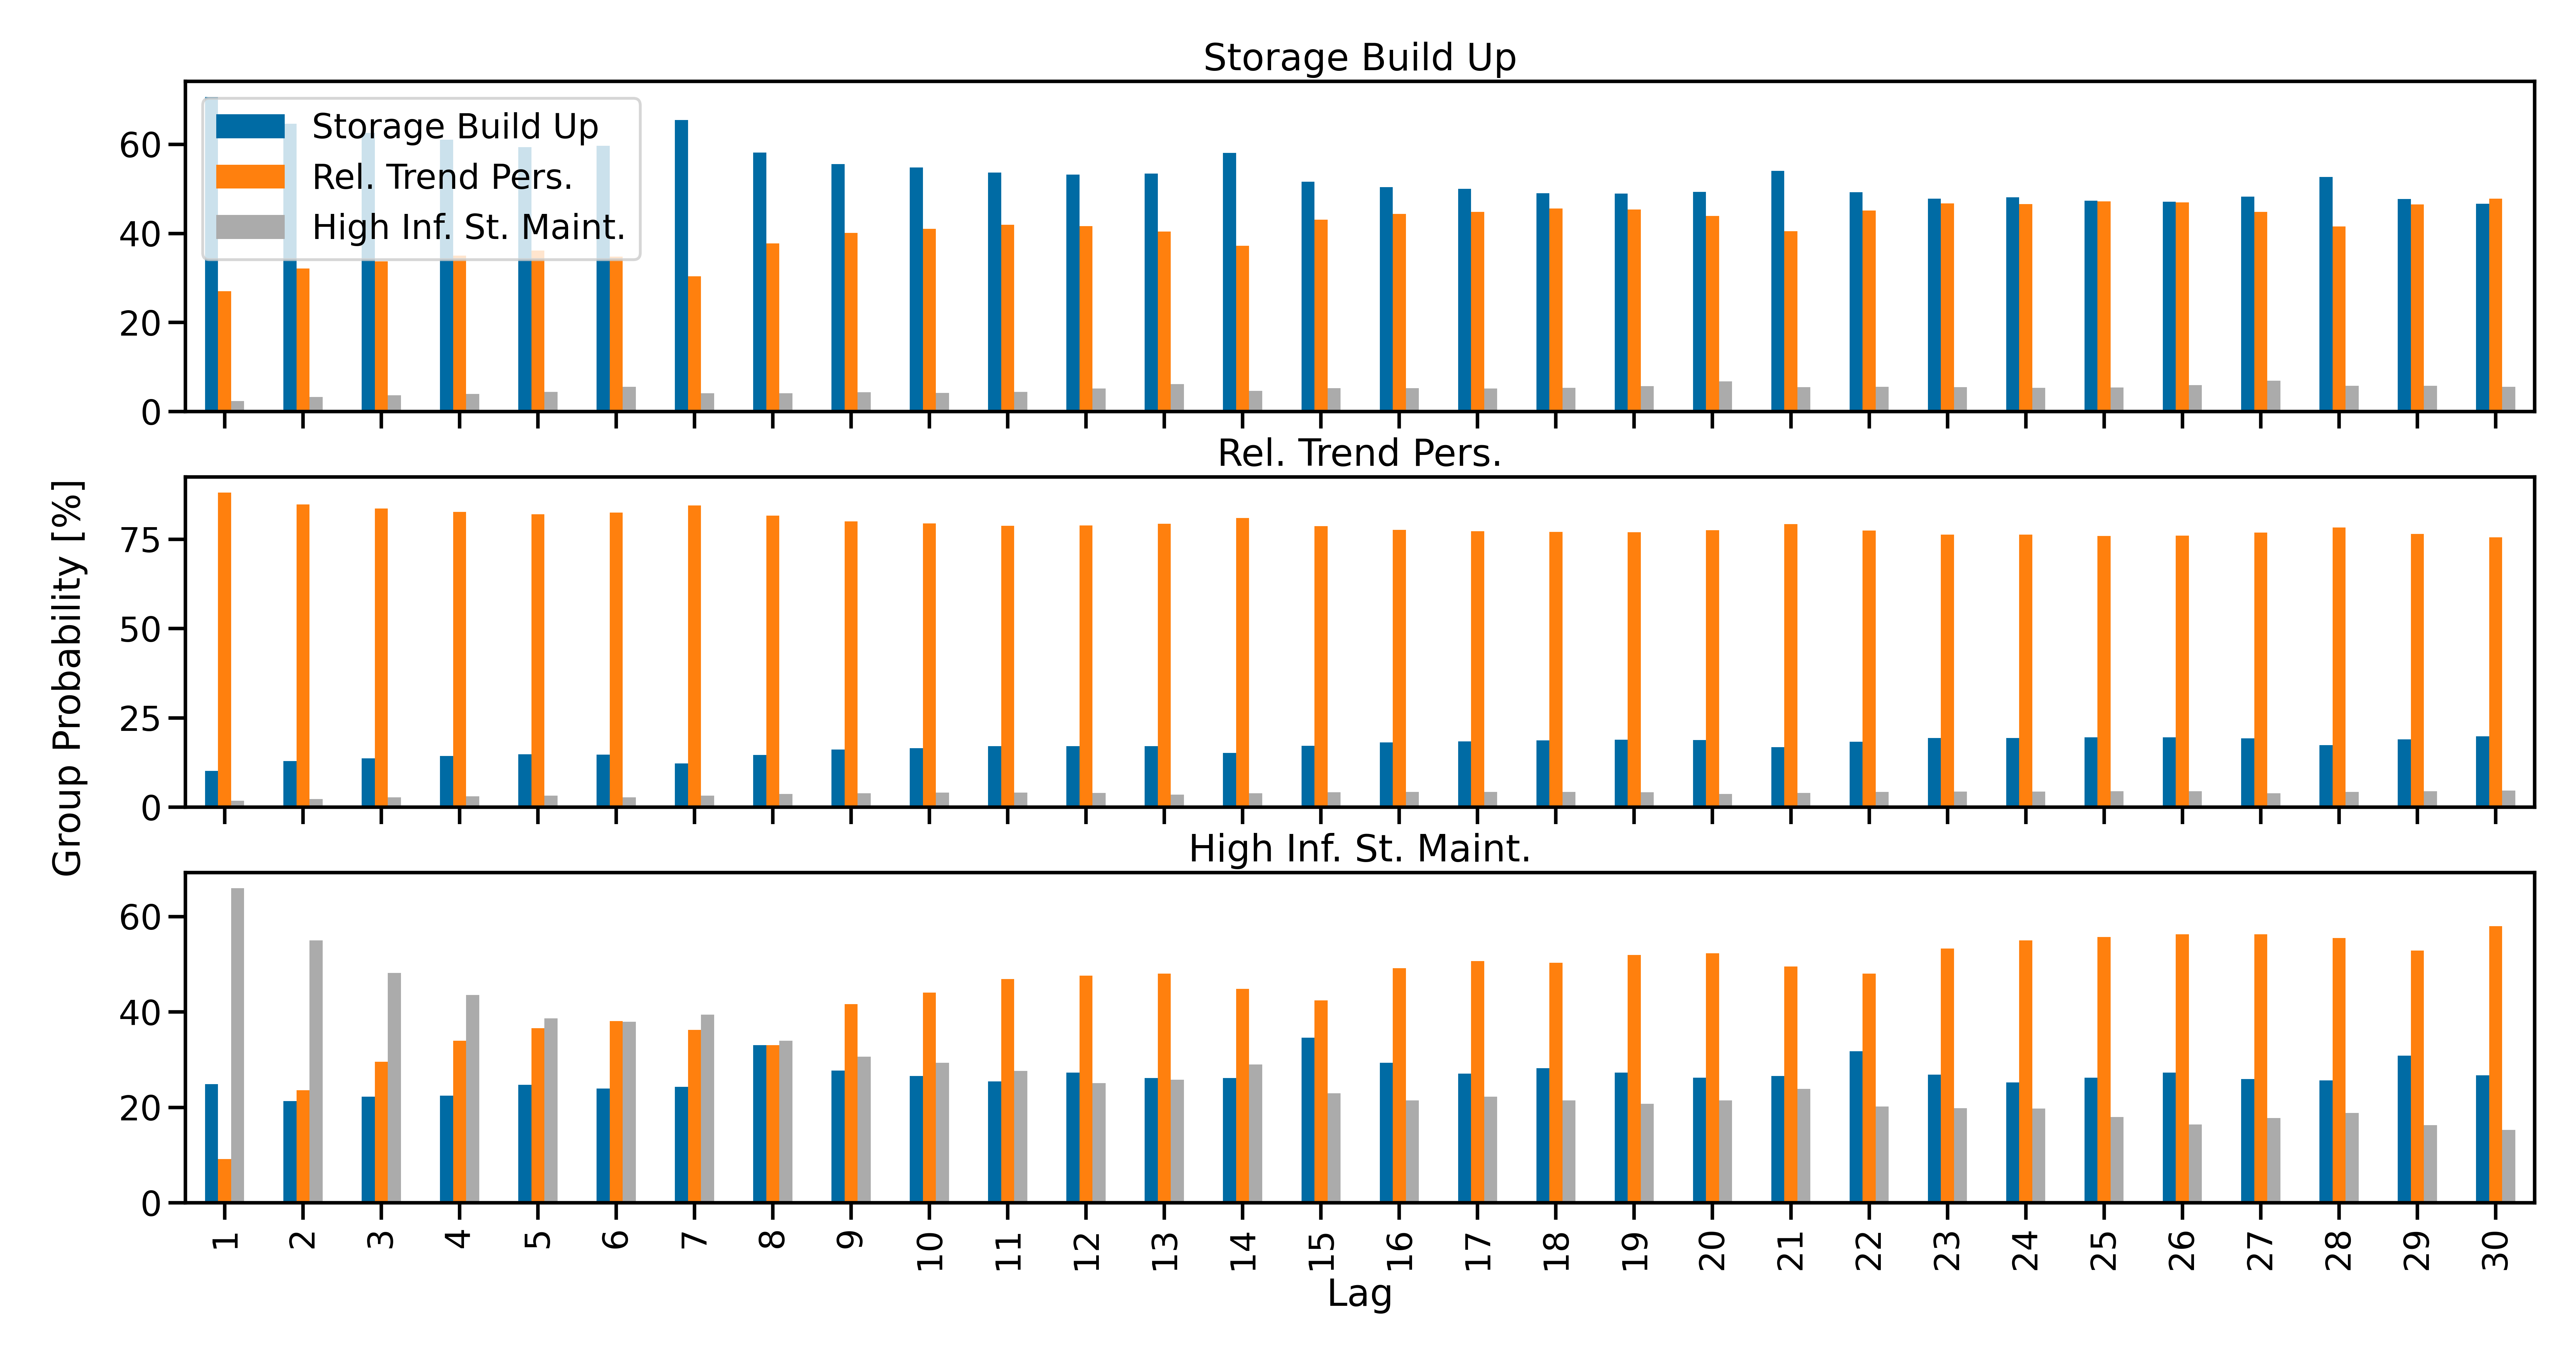 Storage Build Up
Storage Build Up
Rel. Trend Pers.
High Inf. St. Maint.
60
40
20
0
Rel. Trend Pers.
75
50
25
0
Group Probability [%]
High Inf. St. Maint.
60
40
20
0
1 2 3 4 5 6 7 8 9 10 11 12 13 14 15 16 17 18 19 20 21 22 23 24 25 26 27 28 29 30
Lag